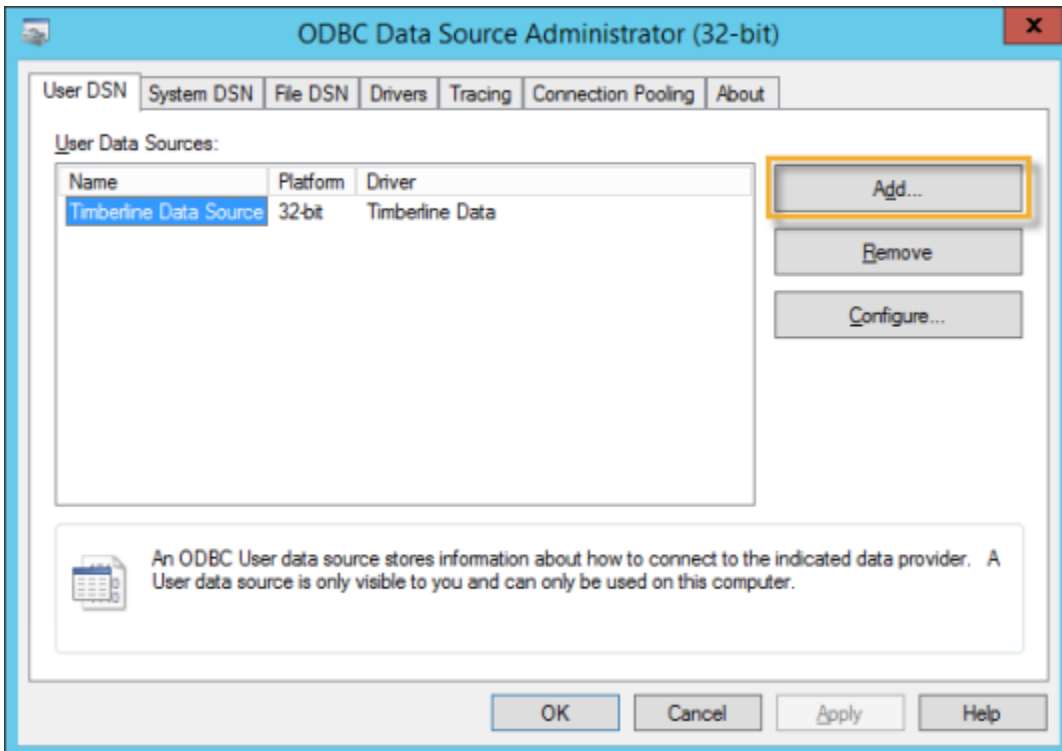 ODBC Data Source Administrator (32-bit)
x
User DSN System DSN File DSN Drivers Tracing Connection Pooling About
User Data Sources:
Name Platform Driver
Timberline Data Source 32-bit Timberline Data
Add...
Remove
Configure...
An ODBC User data source stores information about how to connect to the indicated data provider. A
User data source is only visible to you and can only be used on this computer.
OK Cancel Apply Help